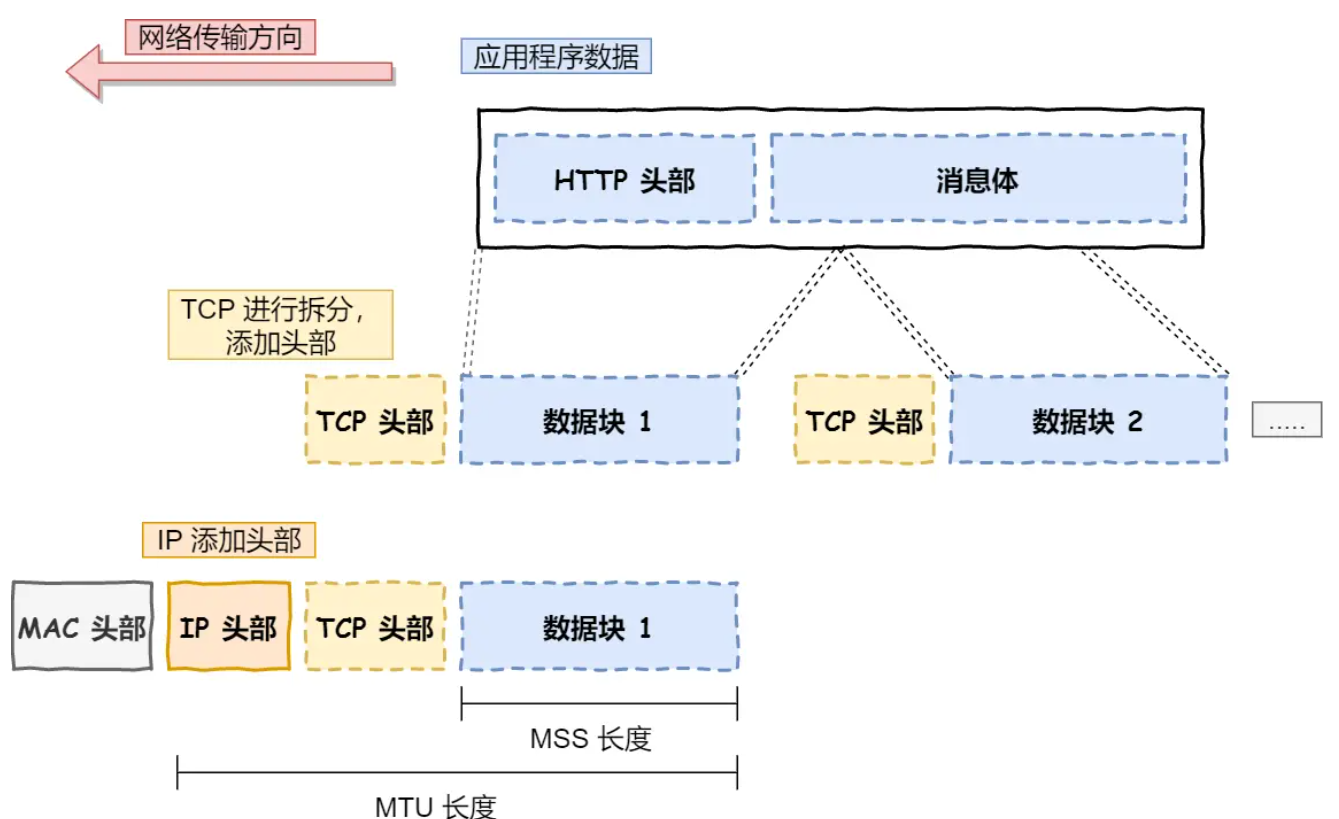 网络传输方向
应用程序数据
HTTP 头部
消息体
TCP 进行拆分，
添加头部
TCP 头部
数据块 1
TCP 头部
数据块 2
.....
IP 添加头部
MAC 头部
IP 头部
TCP 头部
数据块 1
MSS 长度
MTU 长度